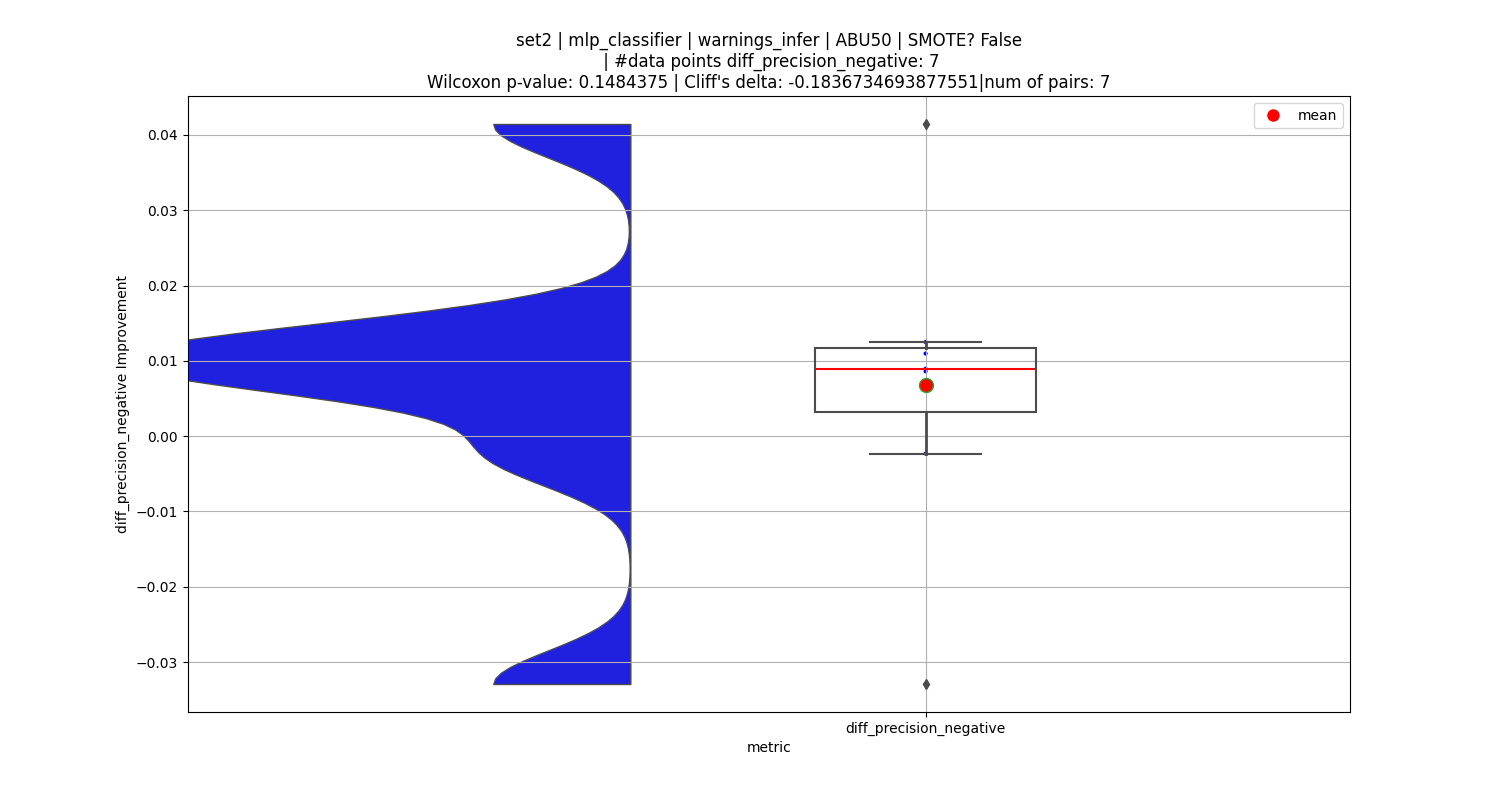 set2 | mlp_classifier | warnings_infer | ABU50 | SMOTE? False
| #data points diff_precision_negative: 7
Wilcoxon p-value: 0.1484375 | Cliff's delta: -0.1836734693877551|num of pairs: 7
mean
0.04
0.03
0.02
0.01
0.00
−0.01
−0.02
−0.03
diff_precision_negative Improvement
diff_precision_negative
metric